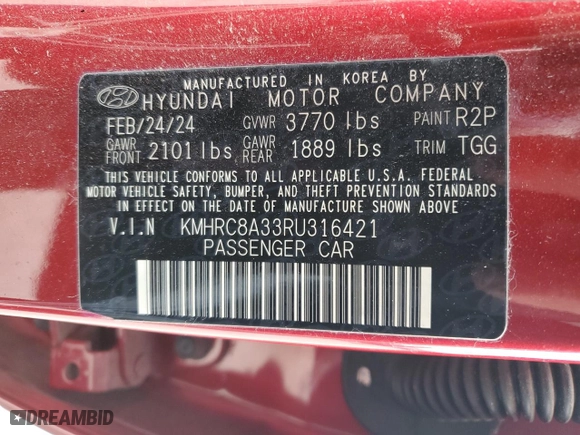 MANUFACTURED IN KOREA BY
HYUNDAI MOTOR COMPANY
FEB/24/24 GVWR 3770 lbs PAINT R2P
GAWR FRONT 2101 lbs GAWR REAR 1889 lbs TRIM TGG
THIS VEHICLE CONFORMS TO ALL APPLICABLE U.S.A. FEDERAL
MOTOR VEHICLE SAFETY, BUMPER, AND THEFT PREVENTION STANDARDS
IN EFFECT ON THE DATE OF MANUFACTURE SHOWN ABOVE
V.I.N KMHRC8A33RU316421
PASSENGER CAR
DREAMBID